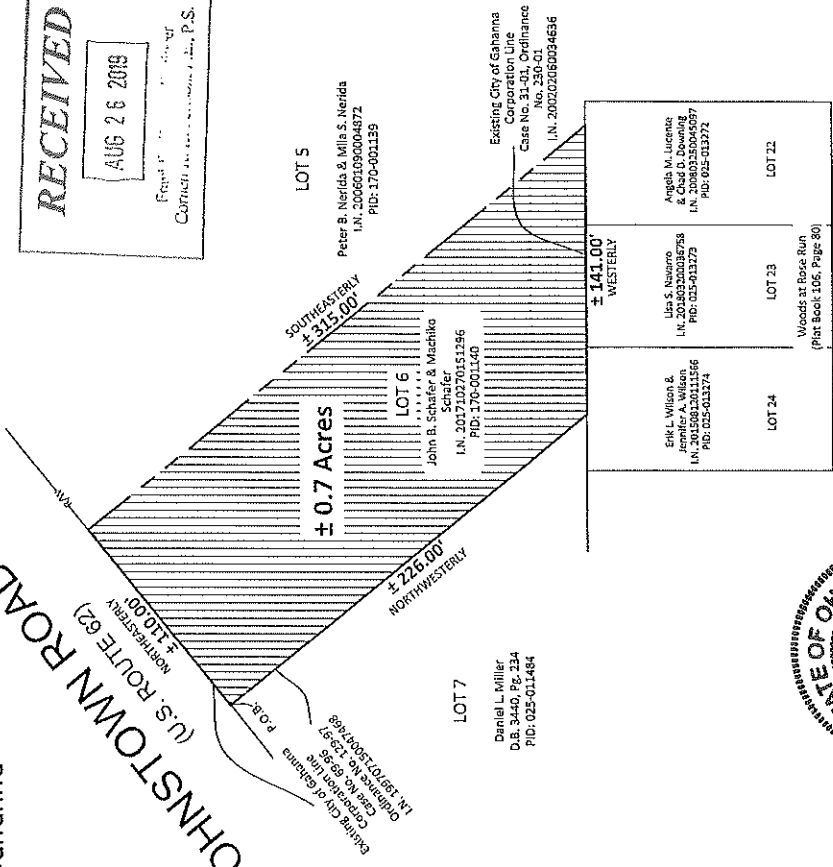 RECEIVED
AUG 26 2019
P.S.
OHNSTOWN ROAD
(U.S. ROUTE 62)
NORTHEASTERLY
± 110.00'
R/W
P.O.B.
Existing City of Gahanna
Corporation Line
Case No. 69-96
Ordinance No. 129-97
I.N. 199707150047468
SOUTHEASTERLY
± 315.00'
LOT 5
Peter B. Nerida & Mila S. Nerida
I.N. 200601090004872
PID: 170-001139
± 0.7 Acres
LOT 6
John B. Schafer & Machiko
Schafer
I.N. 201710270151296
PID: 170-001140
Existing City of Gahanna
Corporation Line
Case No. 31-01, Ordinance
No. 230-01
I.N. 200202060034636
± 226.00'
NORTHWESTERLY
± 141.00'
WESTERLY
LOT 7
Daniel L. Miller
D.B. 3440, Pg. 234
PID: 025-011484
Erik L. Wilson &
Jennifer A. Wilson
I.N. 201508120111566
PID: 025-013274
LOT 24
Lisa S. Navarro
I.N. 201803200036758
PID: 025-013273
LOT 23
Angela M. Lucente
& Chad D. Downing
I.N. 200803250045097
PID: 025-013272
LOT 22
Woods at Rose Run
(Plat Book 106, Page 80)